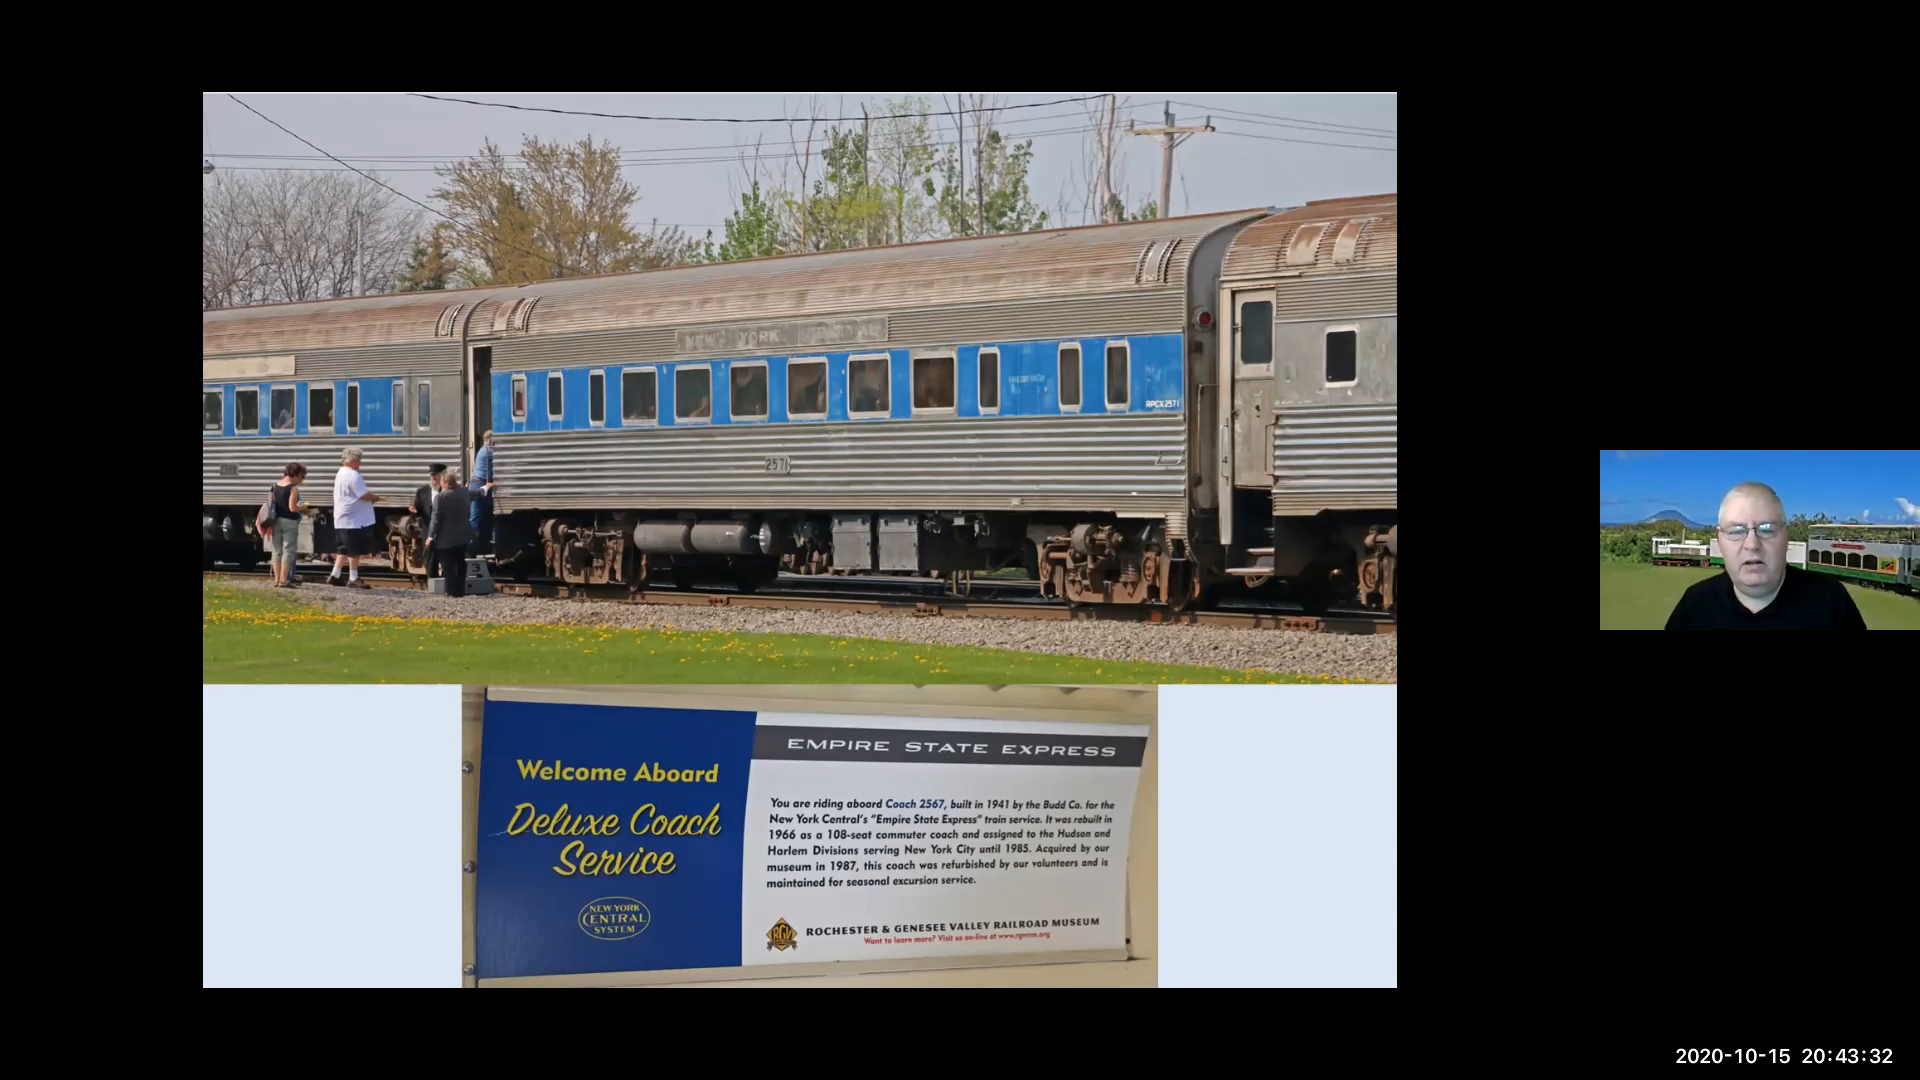 NEW YORK CENTRAL
RPCX 2571
2571
3
Welcome Aboard
Deluxe Coach
Service
NEW YORK
CENTRAL
SYSTEM
EMPIRE STATE EXPRESS
You are riding aboard Coach 2567, built in 1941 by the Budd Co. for the
New York Central's "Empire State Express" train service. It was rebuilt in
1966 as a 108-seat commuter coach and assigned to the Hudson and
Harlem Divisions serving New York City until 1985. Acquired by our
museum in 1987, this coach was refurbished by our volunteers and is
maintained for seasonal excursion service.
RGV
ROCHESTER & GENESEE VALLEY RAILROAD MUSEUM
Want to learn more? Visit us on-line at www.rgvrrm.org
2020-10-15 20:43:32